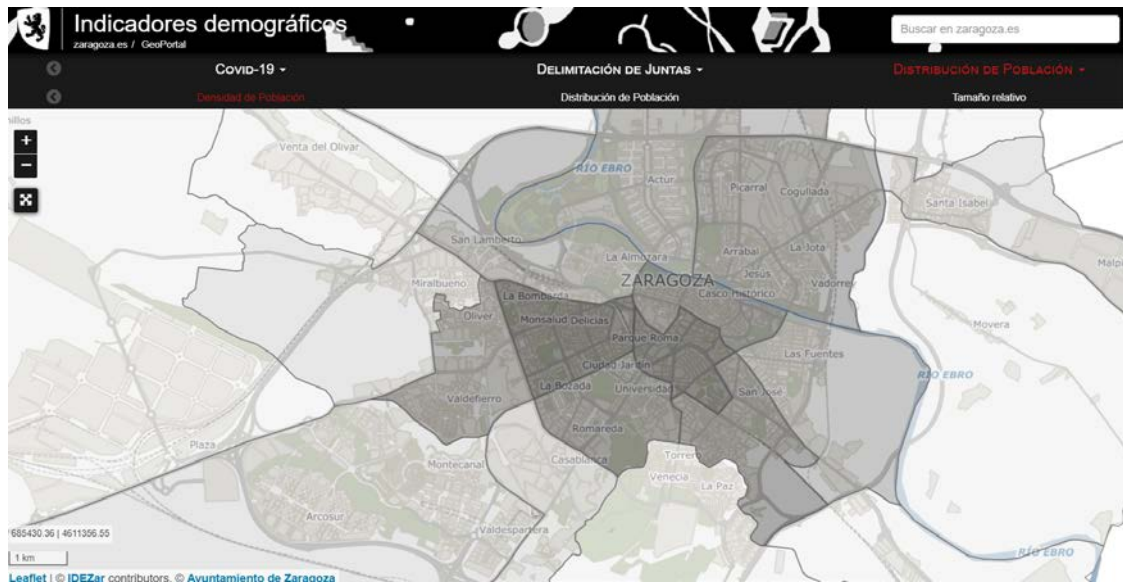 Indicadores demográficos
zaragoza.es / GeoPortal
Buscar en zaragoza.es
COVID-19
DELIMITACIÓN DE JUNTAS
DISTRIBUCIÓN DE POBLACIÓN
Densidad de Población
Distribución de Población
Tamaño relativo
+
−
Venta del Olivar
RÍO EBRO
Actur
Picarral
Cogullada
Santa Isabel
San Lamberto
La Almozara
Arrabal
La Jota
Miralbueno
ZARAGOZA
Jesús
Vadorrey
Casco Histórico
La Bombarda
Oliver
Monsalud
Delicias
Parque Roma
Movera
Las Fuentes
Ciudad Jardín
RÍO EBRO
La Bozada
Universidad
San José
Valdefierro
Romareda
Plaza
Montecanal
Casablanca
Torrero
Venecia
La Paz
Arcosur
Valdespartera
685430.36 | 4611356.55
1 km
RÍO EBRO
Leaflet | © IDEZar contributors, © Ayuntamiento de Zaragoza